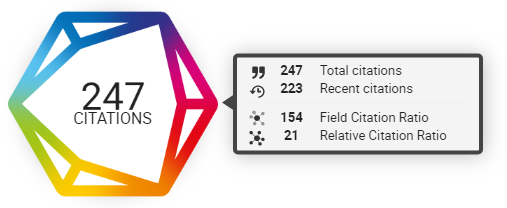 247
CITATIONS
247 Total citations
223 Recent citations
154 Field Citation Ratio
21 Relative Citation Ratio